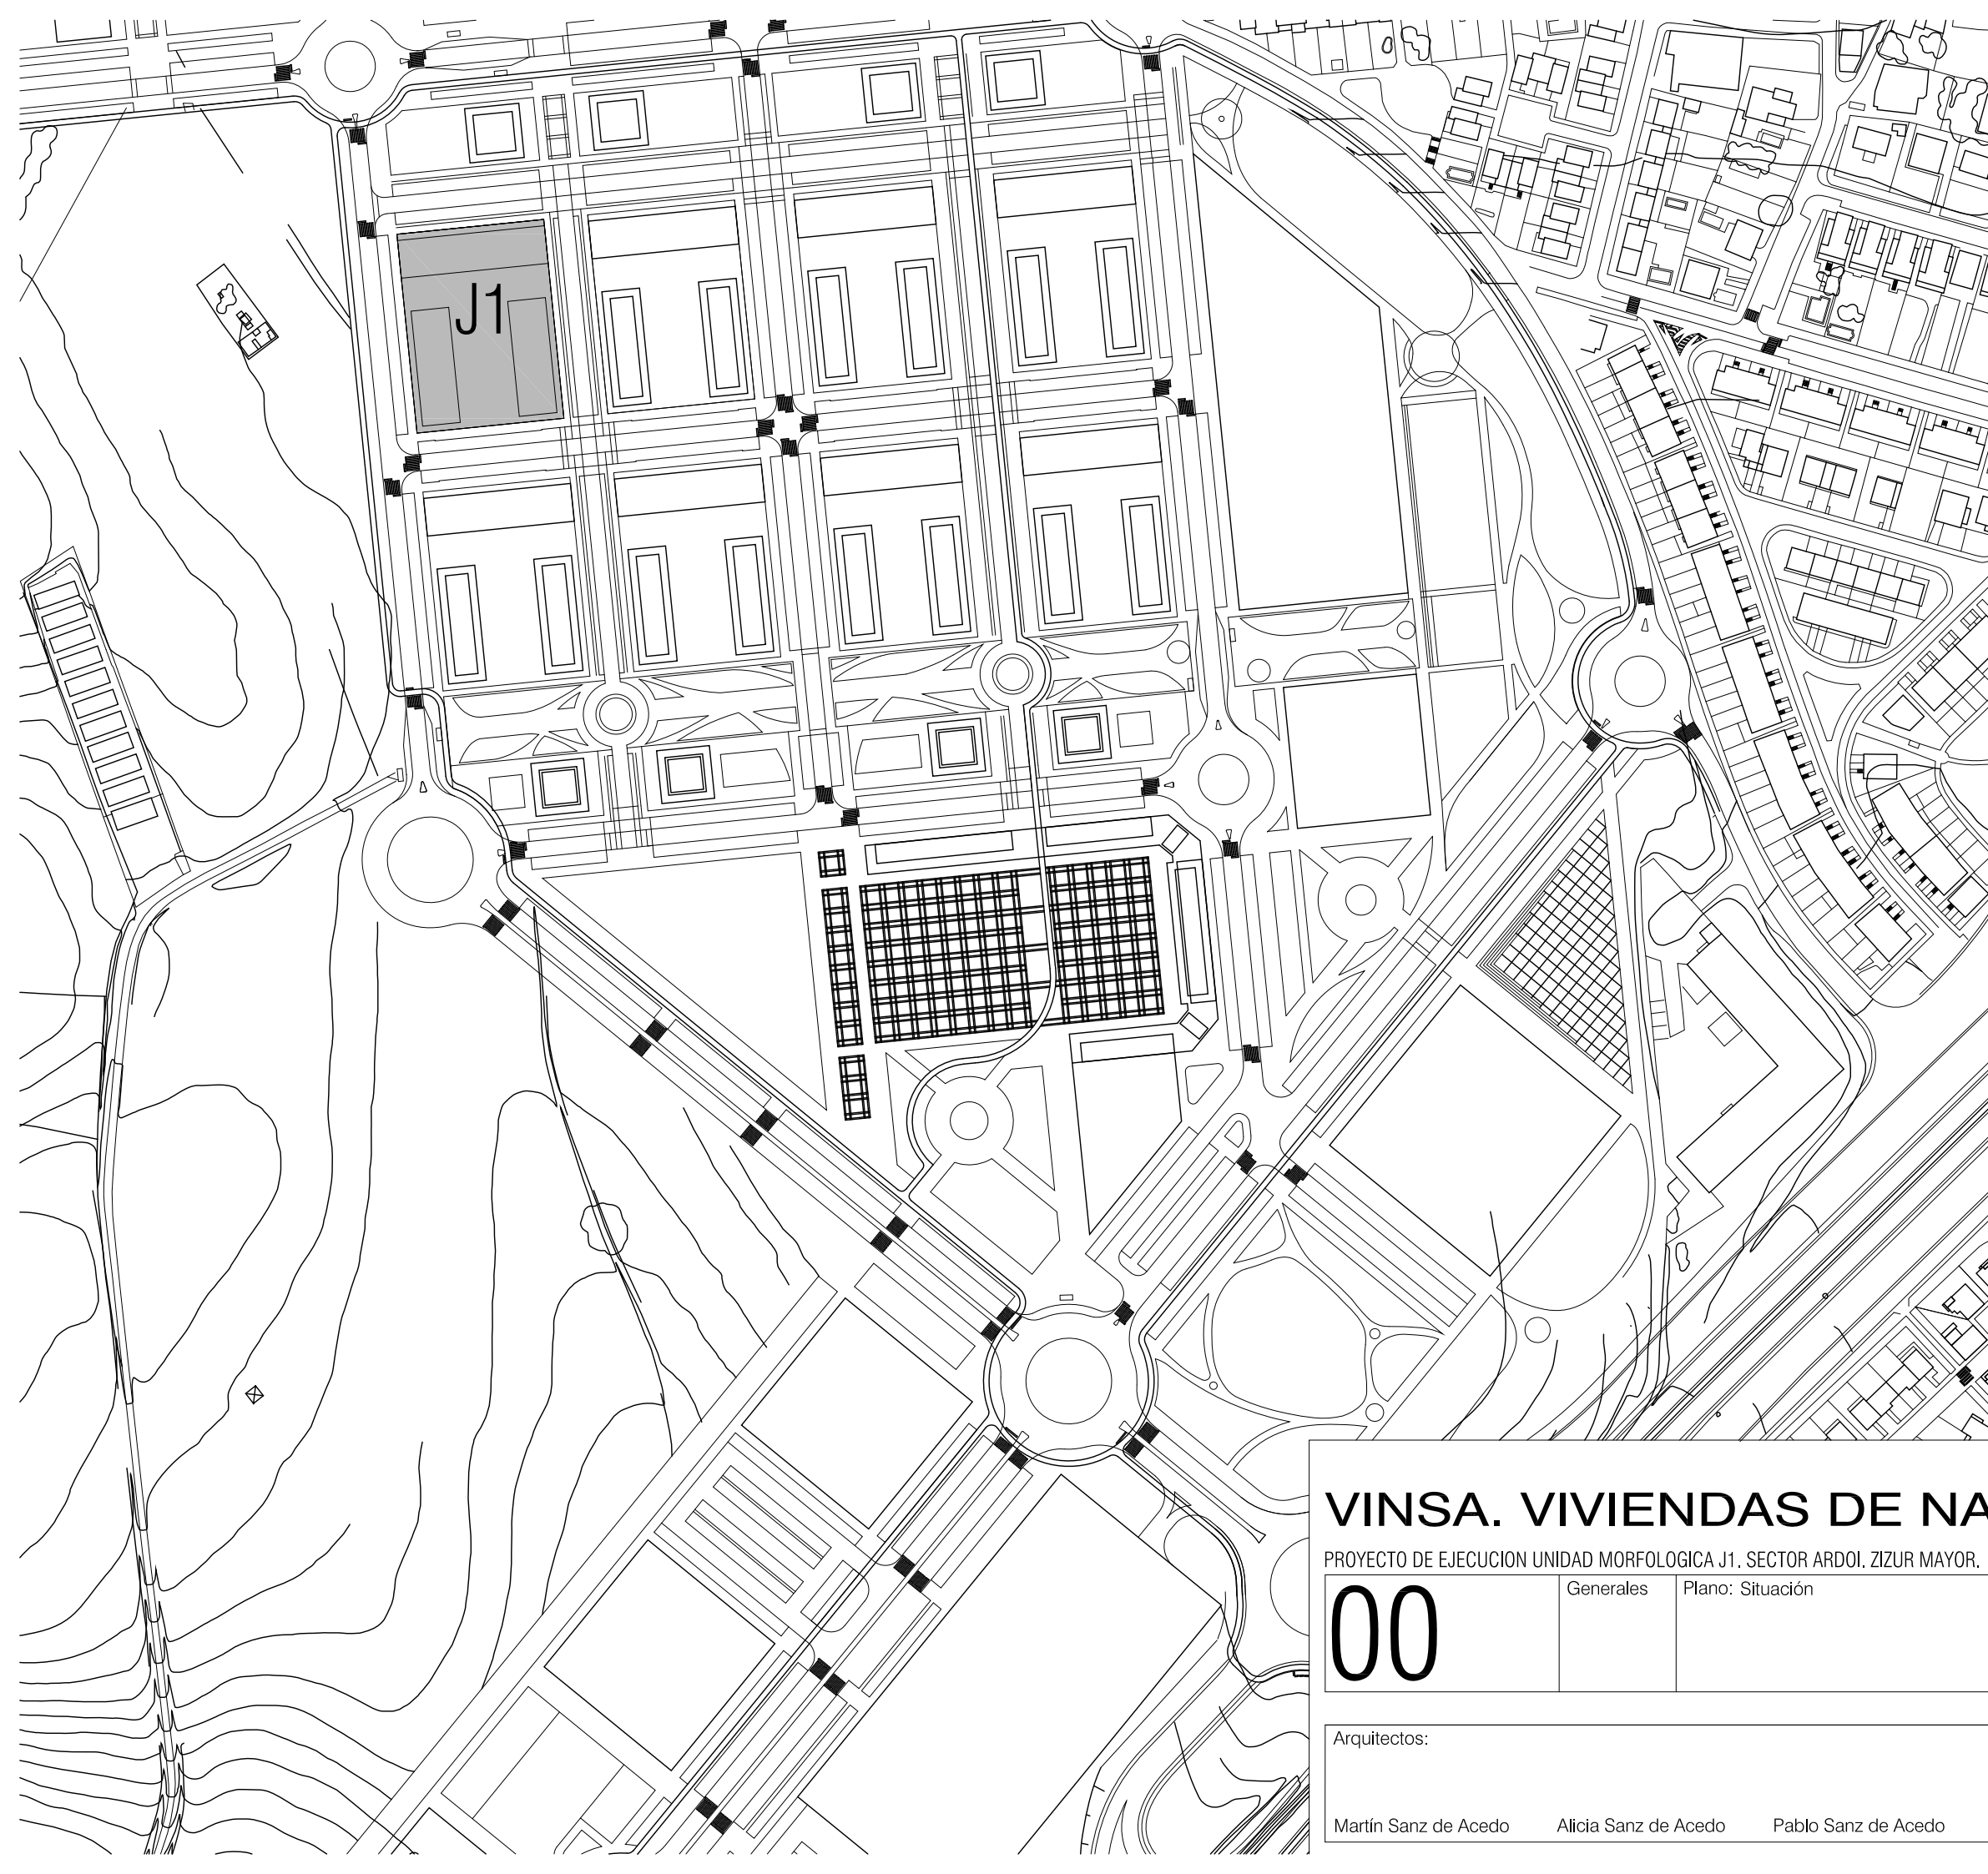 J1
VINSA. VIVIENDAS DE NA
PROYECTO DE EJECUCION UNIDAD MORFOLOGICA J1. SECTOR ARDOI. ZIZUR MAYOR.
00
Generales
Plano: Situación
Arquitectos:
Martín Sanz de Acedo Alicia Sanz de Acedo Pablo Sanz de Acedo